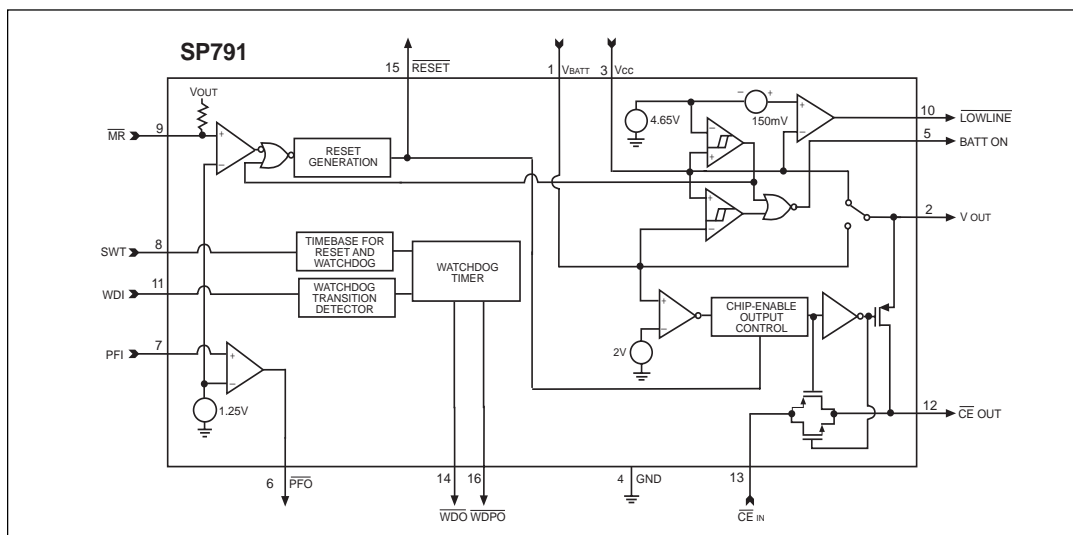 SP791
15 RESET
1 VBATT 3 Vcc
VOUT
9
MR
4.65V
− +
150mV
+
−
10 LOWLINE
5 BATT ON
+
−
RESET
GENERATION
−
+
+
−
2 V OUT
8
SWT
TIMEBASE FOR
RESET AND
WATCHDOG
WATCHDOG
TIMER
11
WDI
WATCHDOG
TRANSITION
DETECTOR
+
−
2V
CHIP-ENABLE
OUTPUT
CONTROL
7
PFI
+
−
1.25V
12 CE OUT
6 PFO
14 WDO
16 WDPO
4 GND
13
CE IN